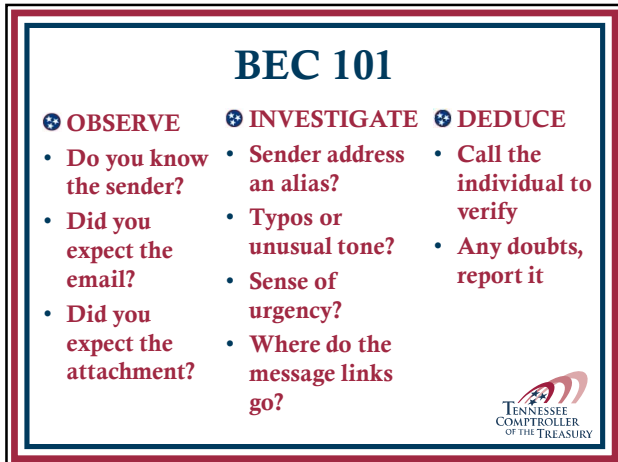 BEC 101
OBSERVE
• Do you know
the sender?
• Did you
expect the
email?
• Did you
expect the
attachment?
INVESTIGATE
• Sender address
an alias?
• Typos or
unusual tone?
• Sense of
urgency?
• Where do the
message links
go?
DEDUCE
• Call the
individual to
verify
• Any doubts,
report it
TENNESSEE
COMPTROLLER
OF THE TREASURY